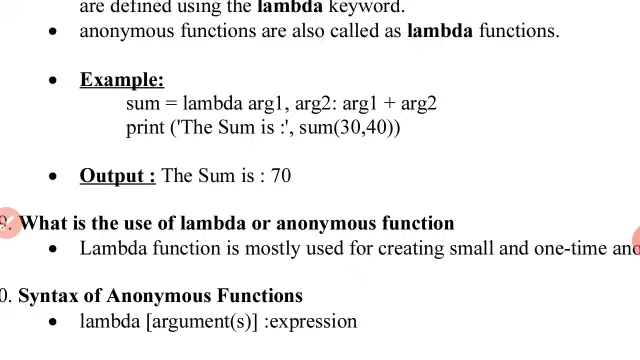 are defined using the lambda keyword.
• anonymous functions are also called as lambda functions.
• Example:
sum = lambda arg1, arg2: arg1 + arg2
print ('The Sum is :', sum(30,40))
• Output : The Sum is : 70
9. What is the use of lambda or anonymous function
• Lambda function is mostly used for creating small and one-time
0. Syntax of Anonymous Functions
• lambda [argument(s)] :expression